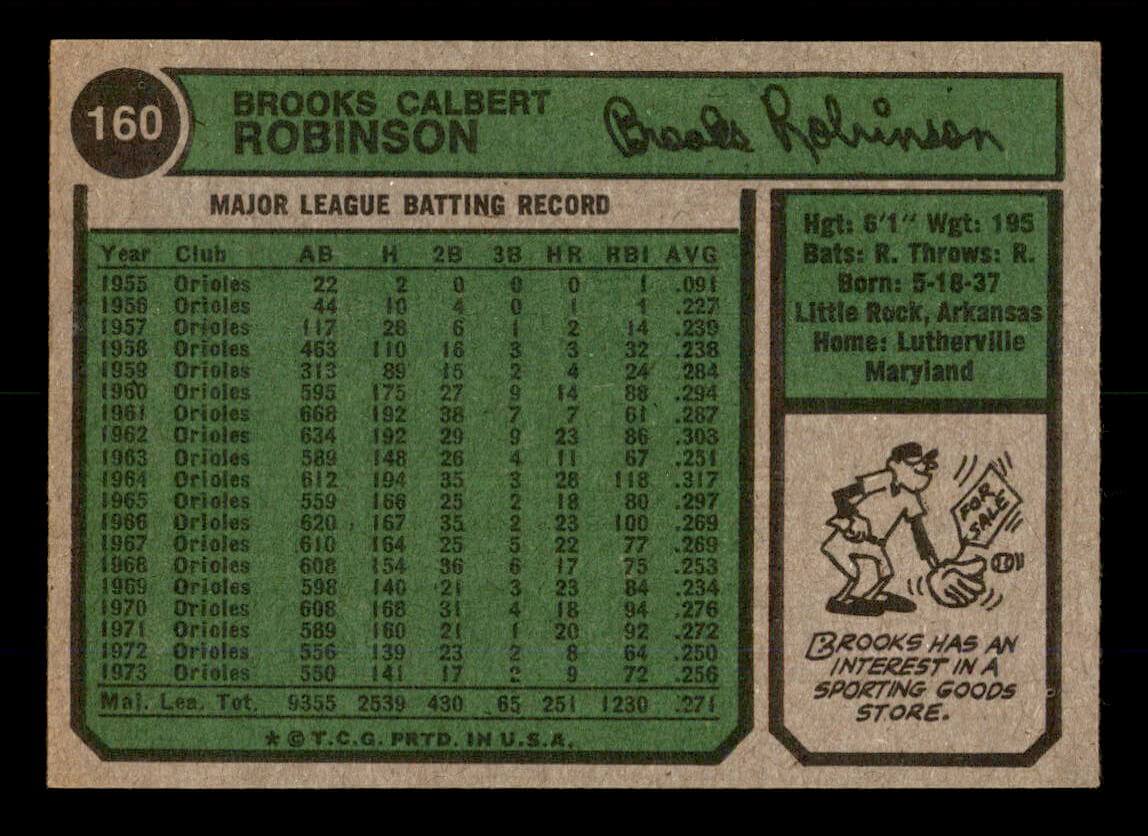 160
BROOKS CALBERT
ROBINSON
Brooks Robinson
MAJOR LEAGUE BATTING RECORD
Year Club AB H 2B 3B HR RBI AVG
1955 Orioles 22 2 0 0 0 1 .091
1956 Orioles 44 10 4 0 1 1 .227
1957 Orioles 117 28 6 1 2 14 .239
1958 Orioles 463 110 16 3 3 32 .238
1959 Orioles 313 89 15 2 4 24 .284
1960 Orioles 595 175 27 9 14 88 .294
1961 Orioles 668 192 38 7 7 61 .287
1962 Orioles 634 192 29 9 23 86 .303
1963 Orioles 589 148 26 4 11 67 .251
1964 Orioles 612 194 35 3 28 118 .317
1965 Orioles 559 166 25 2 18 80 .297
1966 Orioles 620 167 35 2 23 100 .269
1967 Orioles 610 164 25 5 22 77 .269
1968 Orioles 608 154 36 6 17 75 .253
1969 Orioles 598 140 21 3 23 84 .234
1970 Orioles 608 168 31 4 18 94 .276
1971 Orioles 589 160 21 1 20 92 .272
1972 Orioles 556 139 23 2 8 64 .250
1973 Orioles 550 141 17 2 9 72 .256
Maj. Lea. Tot. 9355 2539 430 65 251 1230 .271
* © T.C.G. PRTD. IN U.S.A.
Hgt: 6'1" Wgt: 195
Bats: R. Throws: R.
Born: 5-18-37
Little Rock, Arkansas
Home: Lutherville
Maryland
FOR
SALE
BROOKS HAS AN
INTEREST IN A
SPORTING GOODS
STORE.